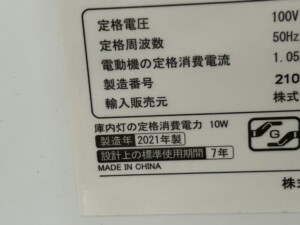 定格電圧 100V
定格周波数 50Hz
電動機の定格消費電流 1.05
製造番号 210
輸入販売元 株式
庫内灯の定格消費電力 10W
製造年 2021年製
設計上の標準使用期間 7年
MADE IN CHINA
G
株式